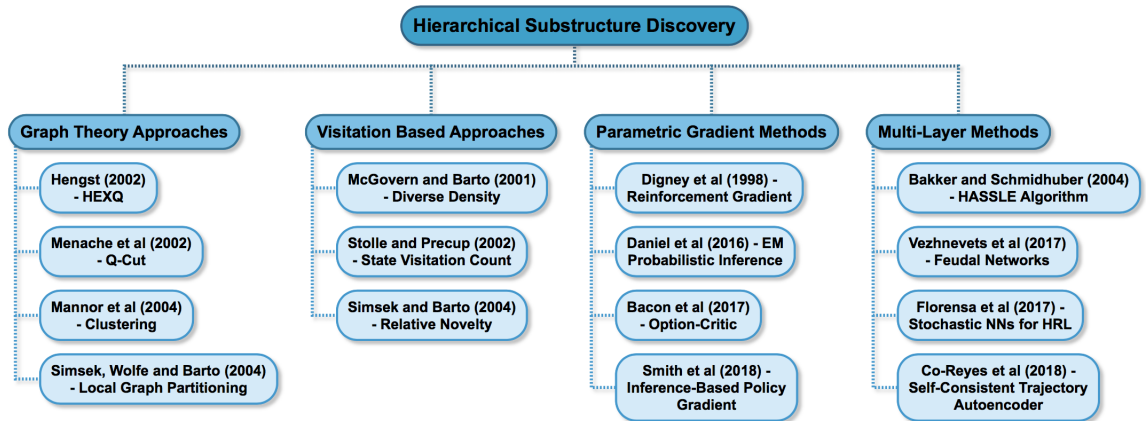 Hierarchical Substructure Discovery
Graph Theory Approaches
Hengst (2002)
- HEXQ
Menache et al (2002)
- Q-Cut
Mannor et al (2004)
- Clustering
Simsek, Wolfe and Barto (2004)
- Local Graph Partitioning
Visitation Based Approaches
McGovern and Barto (2001)
- Diverse Density
Stolle and Precup (2002)
- State Visitation Count
Simsek and Barto (2004)
- Relative Novelty
Parametric Gradient Methods
Digney et al (1998) -
Reinforcement Gradient
Daniel et al (2016) - EM
Probabilistic Inference
Bacon et al (2017)
- Option-Critic
Smith et al (2018) -
Inference-Based Policy
Gradient
Multi-Layer Methods
Bakker and Schmidhuber (2004)
- HASSLE Algorithm
Vezhnevets et al (2017)
- Feudal Networks
Florensa et al (2017) -
Stochastic NNs for HRL
Co-Reyes et al (2018) -
Self-Consistent Trajectory
Autoencoder